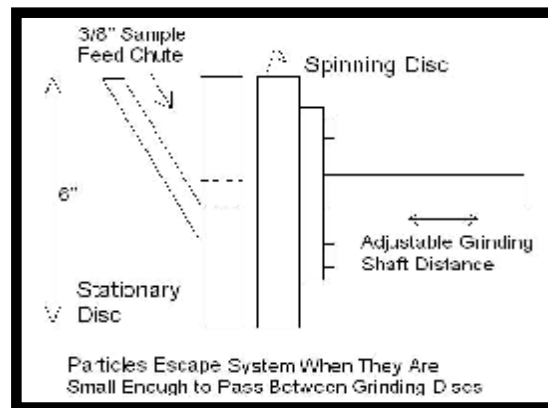 3/8" Sample
Feed Chute
Spinning Disc
6"
Adjustable Grinding
Shaft Distance
Stationary
Disc
Particles Escape System When They Are
Small Enough to Pass Between Grinding Discs